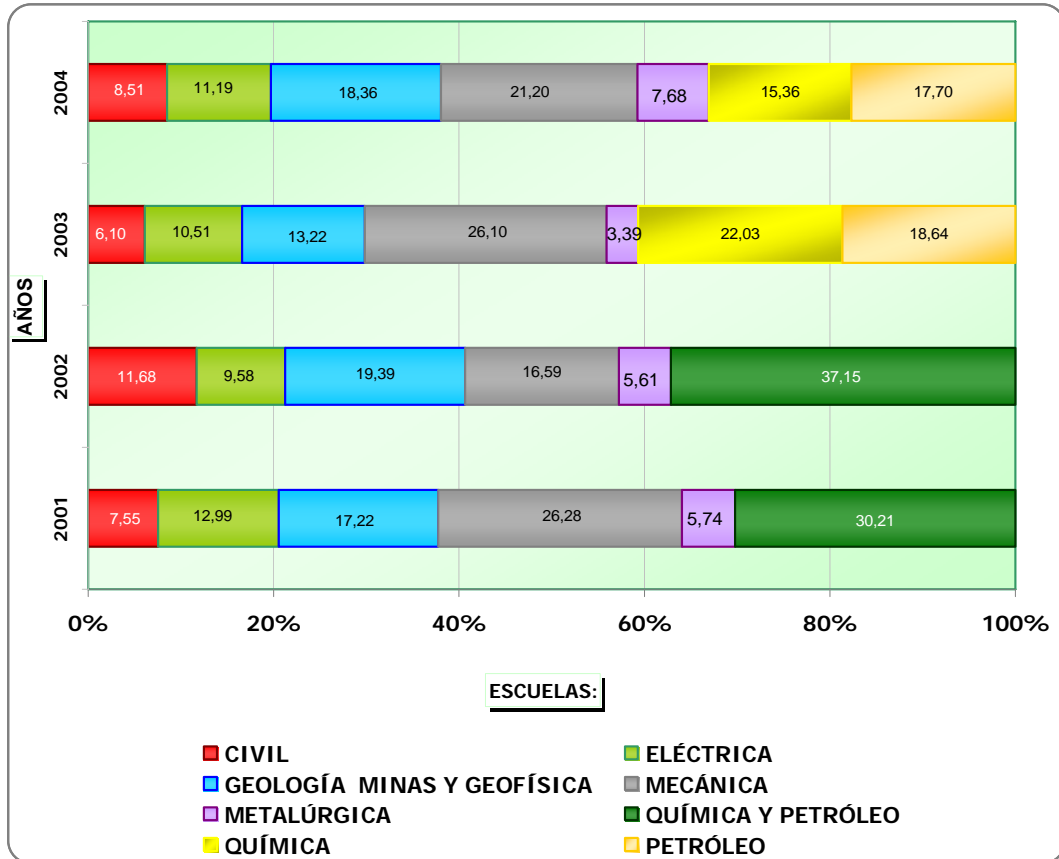 2004
8,51 11,19 18,36 21,20 7,68 15,36 17,70
2003
6,10 10,51 13,22 26,10 3,39 22,03 18,64
AÑOS
2002
11,68 9,58 19,39 16,59 5,61 37,15
2001
7,55 12,99 17,22 26,28 5,74 30,21
0% 20% 40% 60% 80% 100%
ESCUELAS:
CIVIL ELÉCTRICA
GEOLOGÍA MINAS Y GEOFÍSICA MECÁNICA
METALÚRGICA QUÍMICA Y PETRÓLEO
QUÍMICA PETRÓLEO